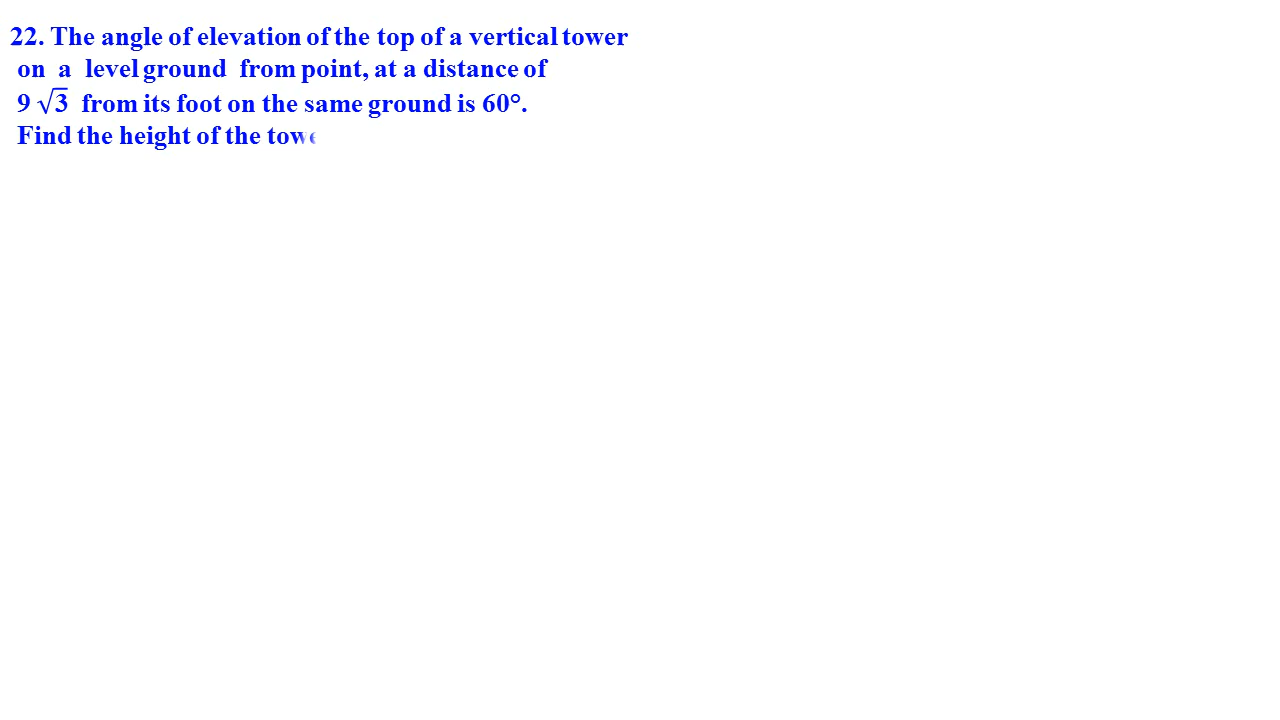 22. The angle of elevation of the top of a vertical tower
on a level ground from point, at a distance of
9 √3 from its foot on the same ground is 60°.
Find the height of the